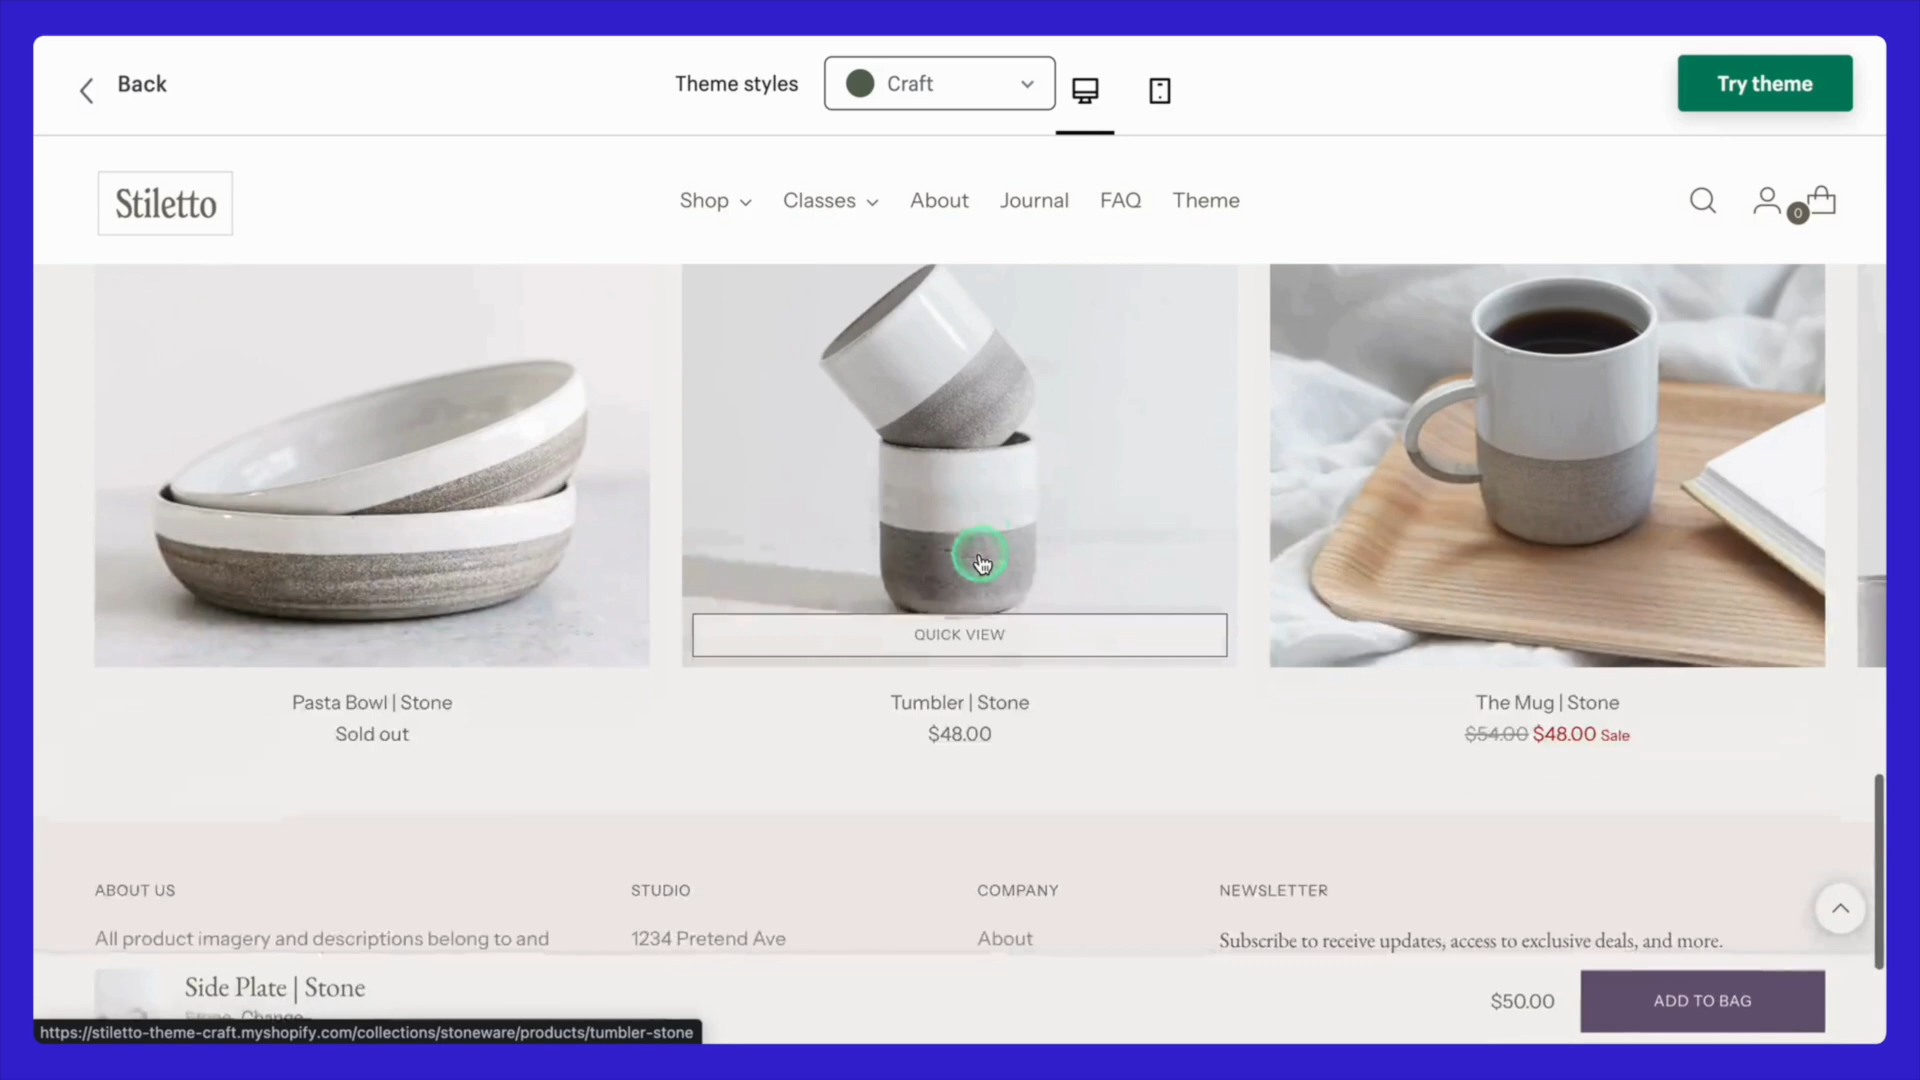 Back
Theme styles
Craft
Try theme
Stiletto
Shop
Classes
About
Journal
FAQ
Theme
0
QUICK VIEW
Pasta Bowl | Stone
Sold out
Tumbler | Stone
$48.00
The Mug | Stone
$54.00 $48.00 Sale
ABOUT US
All product imagery and descriptions belong to and
STUDIO
1234 Pretend Ave
COMPANY
About
NEWSLETTER
Subscribe to receive updates, access to exclusive deals, and more.
Side Plate | Stone
Change
$50.00
ADD TO BAG
https://stiletto-theme-craft.myshopify.com/collections/stoneware/products/tumbler-stone